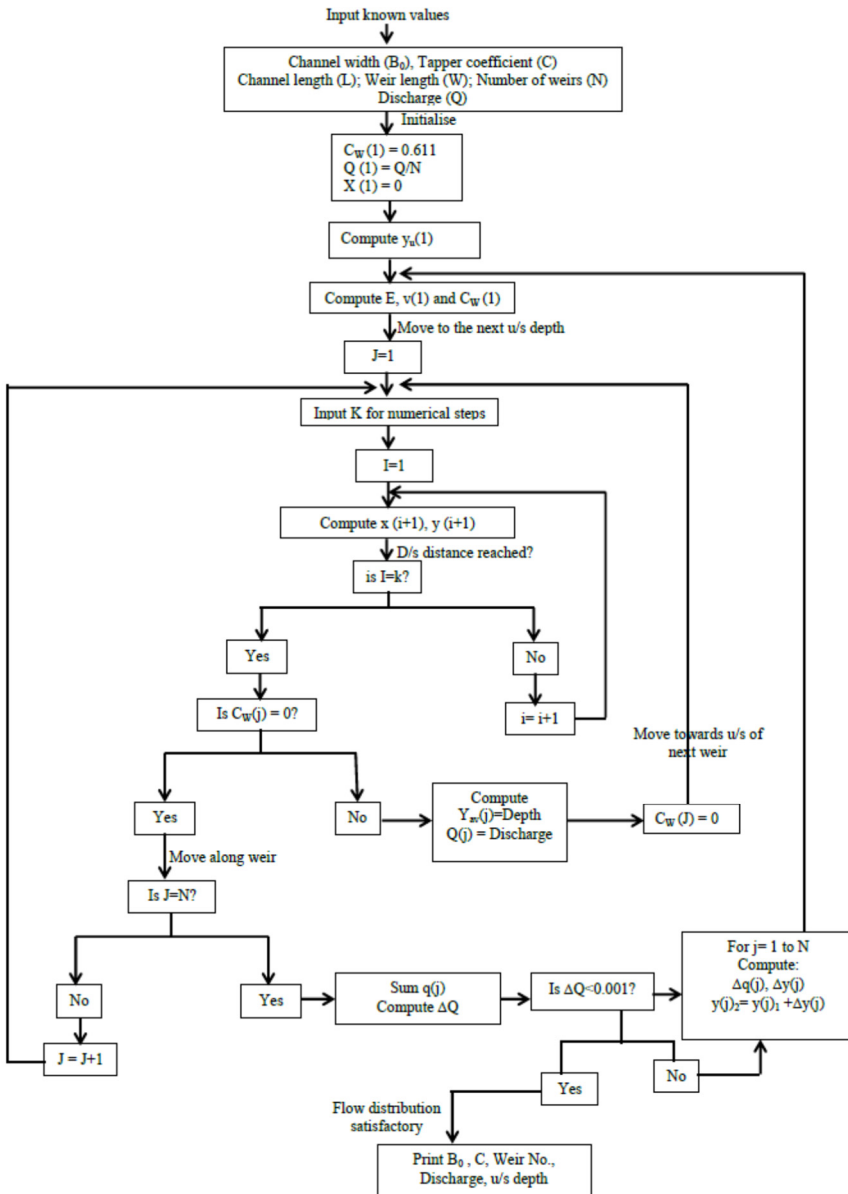 Input known values
Channel width (B₀), Tapper coefficient (C)
Channel length (L); Weir length (W); Number of weirs (N)
Discharge (Q)
Initialise
C_W (1) = 0.611
Q (1) = Q/N
X (1) = 0
Compute yᵤ(1)
Compute E, v(1) and C_W (1)
Move to the next u/s depth
J=1
Input K for numerical steps
I=1
Compute x (i+1), y (i+1)
D/s distance reached?
is I=k?
Yes
No
Is C_W(j) = 0?
i= i+1
Move towards u/s of
next weir
Yes
No
Compute
Y_av(j)=Depth
Q(j) = Discharge
C_W (J) = 0
Move along weir
Is J=N?
For j= 1 to N
Compute:
Δq(j), Δy(j)
y(j)₂= y(j)₁ +Δy(j)
No
Yes
Sum q(j)
Compute ΔQ
Is ΔQ<0.001?
J = J+1
Yes
No
Flow distribution
satisfactory
Print B₀ , C, Weir No.,
Discharge, u/s depth